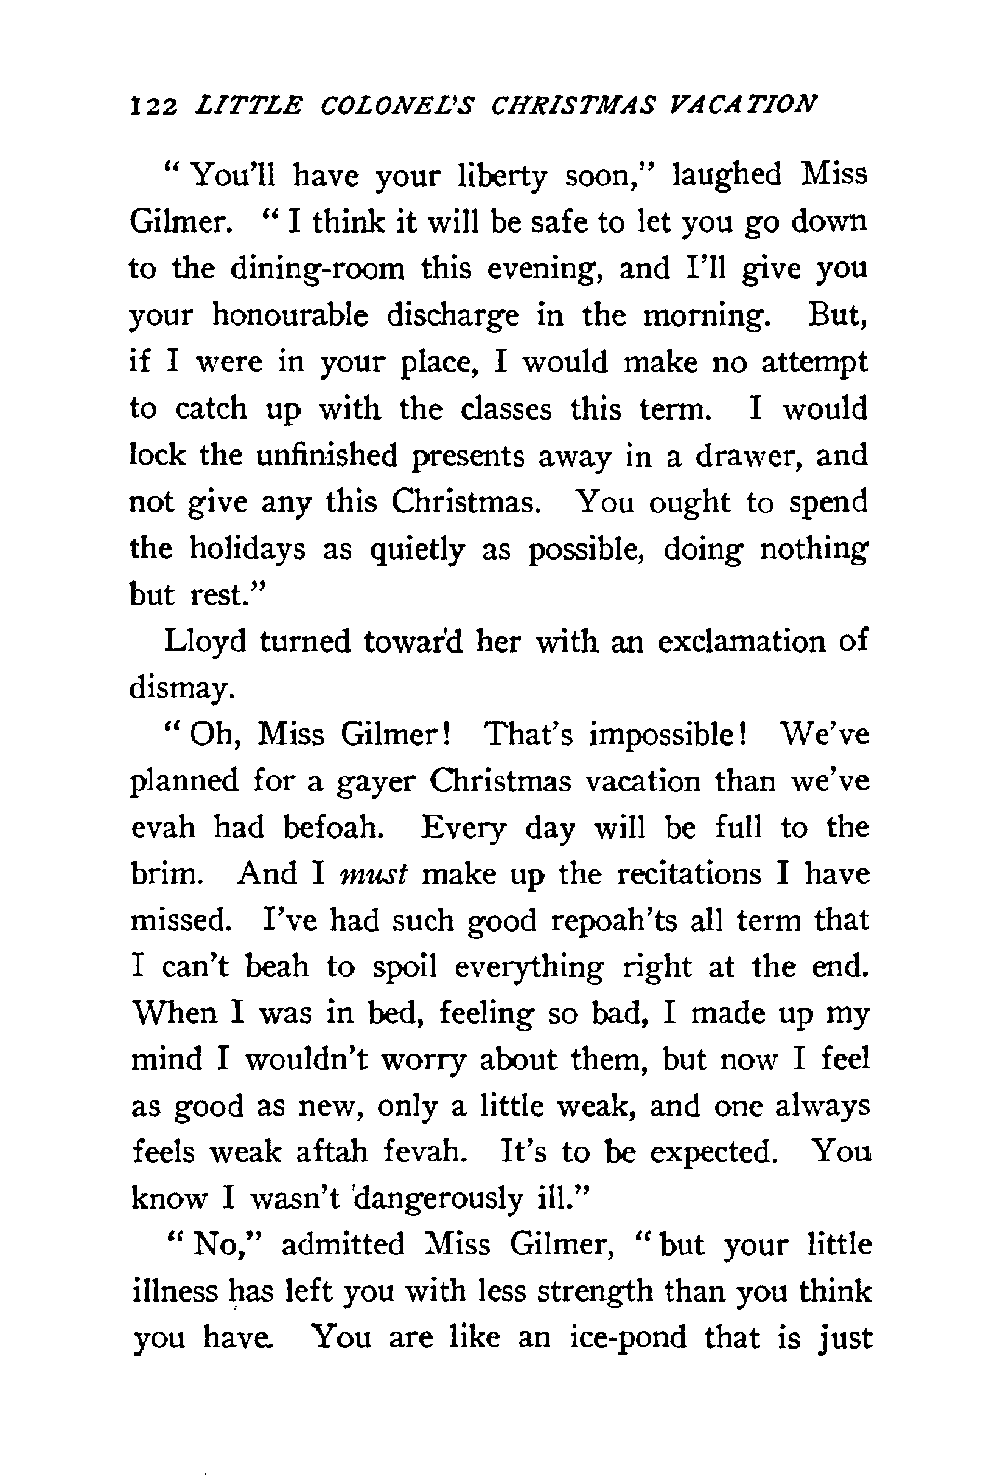 122 LITTLE COLONEL'S CHRISTMAS VACATION
" You'll have your liberty soon," laughed Miss
Gilmer. " I think it will be safe to let you go down
to the dining-room this evening, and I'll give you
your honourable discharge in the morning. But,
if I were in your place, I would make no attempt
to catch up with the classes this term. I would
lock the unfinished presents away in a drawer, and
not give any this Christmas. You ought to spend
the holidays as quietly as possible, doing nothing
but rest."
Lloyd turned toward her with an exclamation of
dismay.
" Oh, Miss Gilmer! That's impossible! We've
planned for a gayer Christmas vacation than we've
evah had befoah. Every day will be full to the
brim. And I must make up the recitations I have
missed. I've had such good repoah'ts all term that
I can't beah to spoil everything right at the end.
When I was in bed, feeling so bad, I made up my
mind I wouldn't worry about them, but now I feel
as good as new, only a little weak, and one always
feels weak aftah fevah. It's to be expected. You
know I wasn't dangerously ill."
" No," admitted Miss Gilmer, " but your little
illness has left you with less strength than you think
you have. You are like an ice-pond that is just